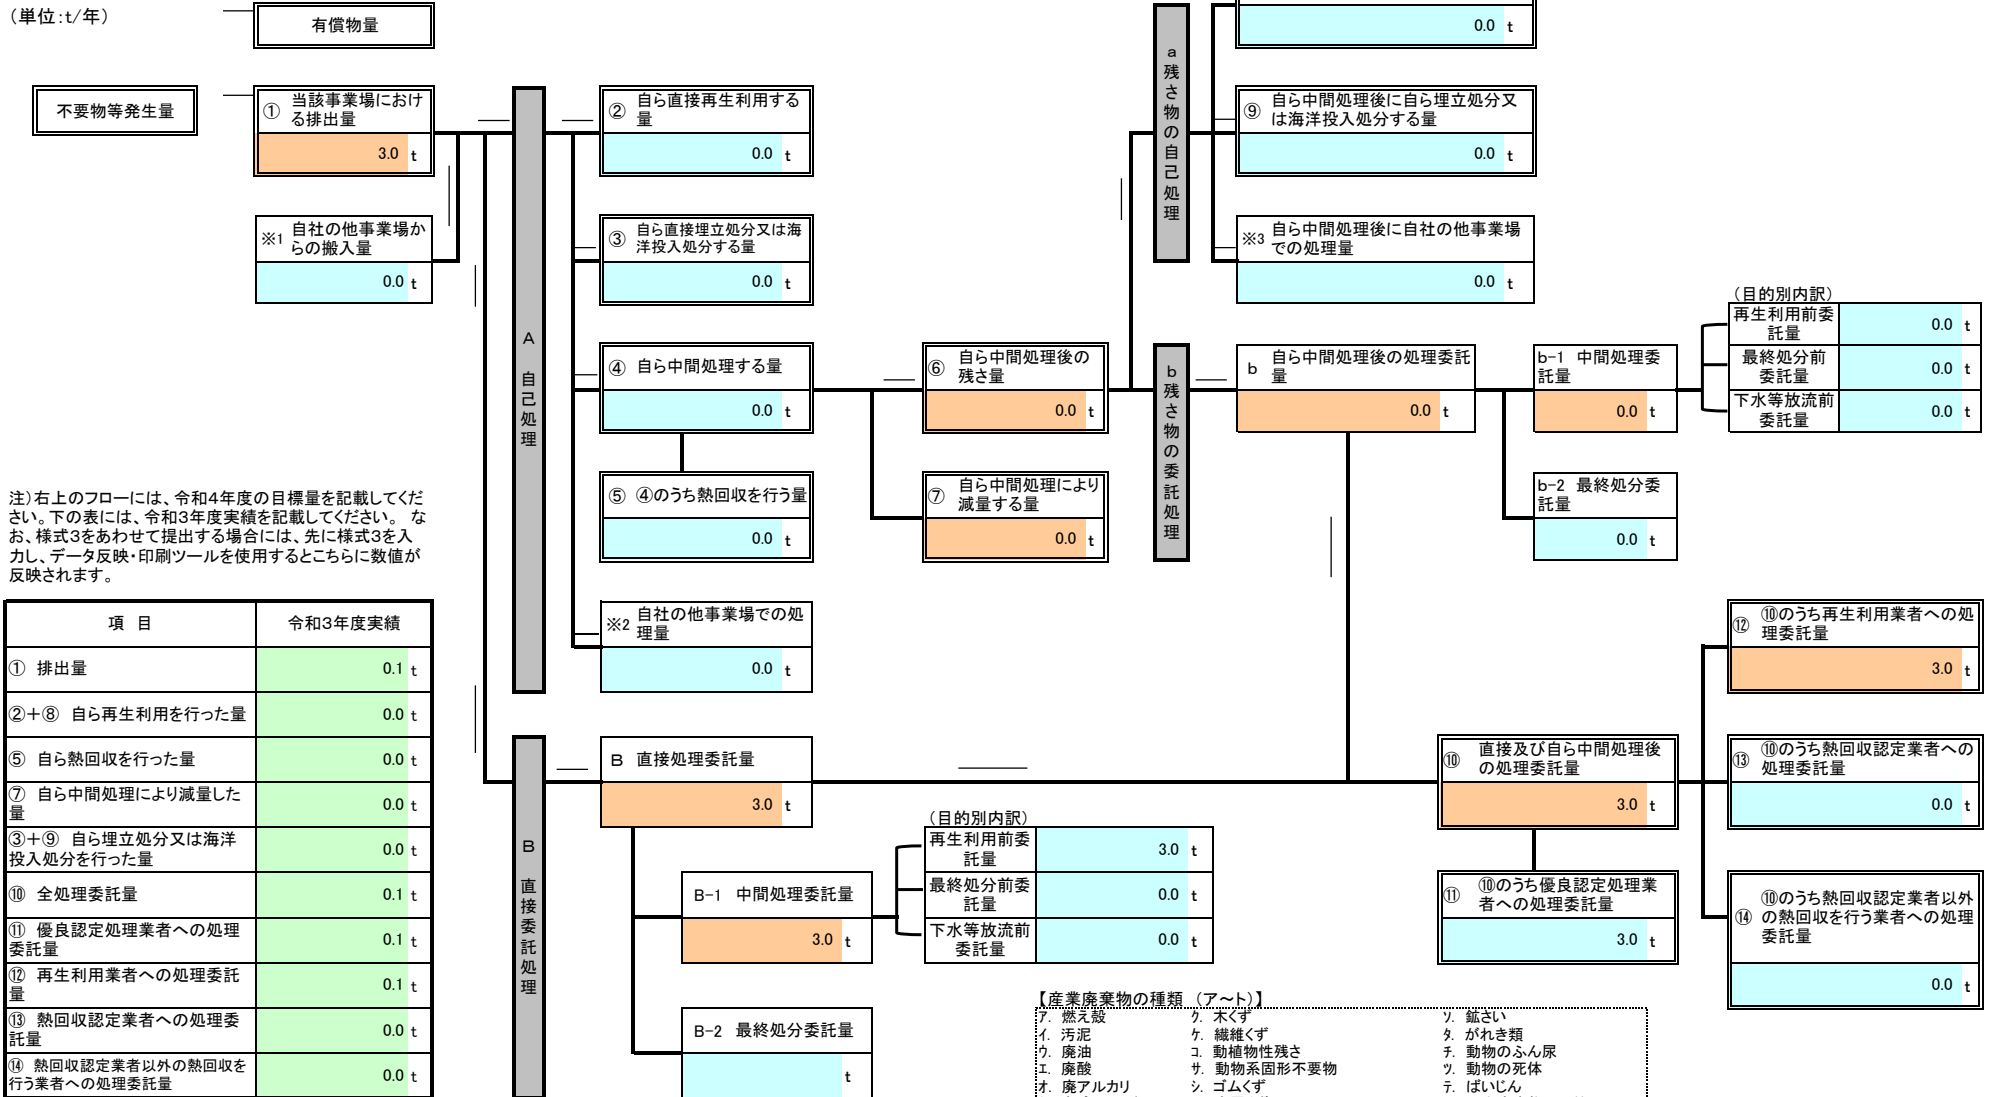 （単位：t/年）
有償物量
0.0 t
不要物等発生量
① 当該事業場におけ
る排出量
3.0 t
※1 自社の他事業場か
らの搬入量
0.0 t
A 自己処理
② 自ら直接再生利用する
量
0.0 t
③ 自ら直接埋立処分又は海
洋投入処分する量
0.0 t
④ 自ら中間処理する量
0.0 t
⑤ ④のうち熱回収を行う量
0.0 t
※2 自社の他事業場での処
理量
0.0 t
⑥ 自ら中間処理後の
残さ量
0.0 t
⑦ 自ら中間処理により
減量する量
0.0 t
a 残さ物の自己処理
⑨ 自ら中間処理後に自ら埋立処分又
は海洋投入処分する量
0.0 t
※3 自ら中間処理後に自社の他事業場
での処理量
0.0 t
b 残さ物の委託処理
b 自ら中間処理後の処理委託
量
0.0 t
b-1 中間処理委
託量
0.0 t
（目的別内訳）
再生利用前委
託量
0.0 t
最終処分前
委託量
0.0 t
下水等放流前
委託量
0.0 t
b-2 最終処分委
託量
0.0 t
注）右上のフローには、令和4年度の目標量を記載してくだ
さい。下の表には、令和3年度実績を記載してください。 な
お、様式3をあわせて提出する場合には、先に様式3を入
力し、データ反映・印刷ツールを使用するとこちらに数値が
反映されます。
項 目 令和3年度実績
① 排出量 0.1 t
②＋⑧ 自ら再生利用を行った量 0.0 t
⑤ 自ら熱回収を行った量 0.0 t
⑦ 自ら中間処理により減量した
量 0.0 t
③＋⑨ 自ら埋立処分又は海洋
投入処分を行った量 0.0 t
⑩ 全処理委託量 0.1 t
⑪ 優良認定処理業者への処理
委託量 0.1 t
⑫ 再生利用業者への処理委託
量 0.1 t
⑬ 熱回収認定業者への処理委
託量 0.0 t
⑭ 熱回収認定業者以外の熱回収を
行う業者への処理委託量 0.0 t
B 直接委託処理
B 直接処理委託量
3.0 t
B-1 中間処理委託量
3.0 t
（目的別内訳）
再生利用前委
託量
3.0 t
最終処分前委
託量
0.0 t
下水等放流前
委託量
0.0 t
B-2 最終処分委託量
t
⑩ 直接及び自ら中間処理後
の処理委託量
3.0 t
⑪ ⑩のうち優良認定処理業
者への処理委託量
3.0 t
⑫ ⑩のうち再生利用業者への処
理委託量
3.0 t
⑬ ⑩のうち熱回収認定業者への
処理委託量
0.0 t
⑭ ⑩のうち熱回収認定業者以外
の熱回収を行う業者への処理
委託量
0.0 t
【産業廃棄物の種類 （ア～ト）】
ア. 燃え殻 ク. 木くず ソ. 鉱さい
イ. 汚泥 ケ. 繊維くず タ. がれき類
ウ. 廃油 コ. 動植物性残さ チ. 動物のふん尿
エ. 廃酸 サ. 動物系固形不要物 ツ. 動物の死体
オ. 廃アルカリ シ. ゴムくず テ. ばいじん